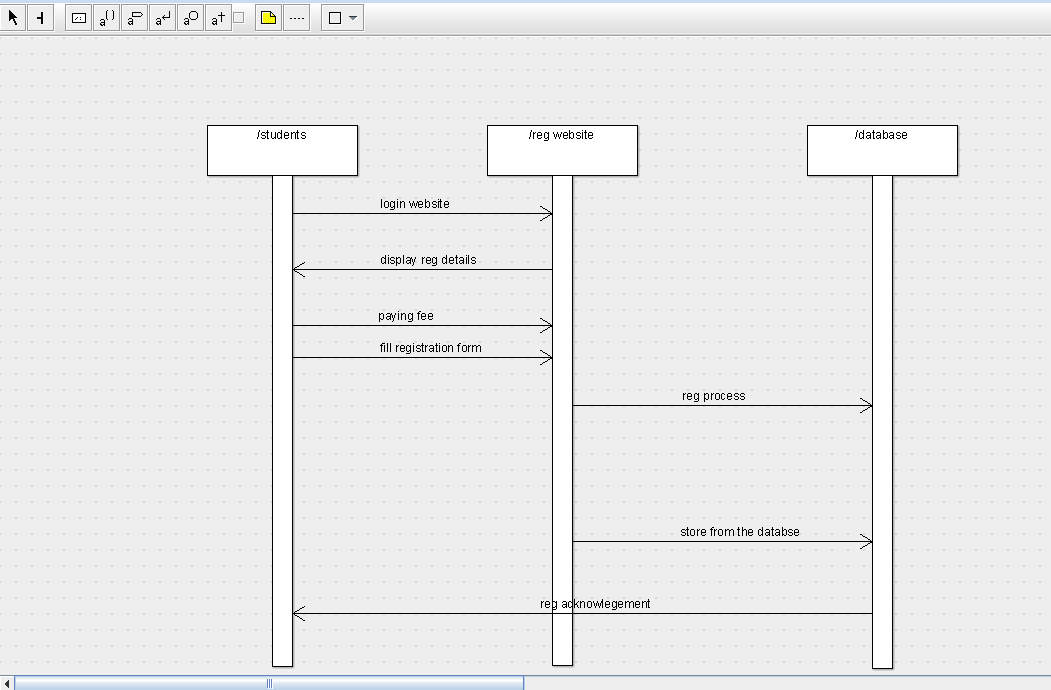 /students
/reg website
/database
login website
display reg details
paying fee
fill registration form
reg process
store from the databse
reg acknowlegement